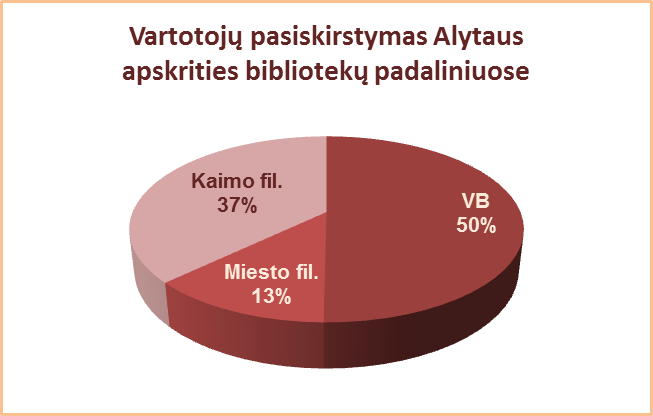 Vartotojų pasiskirstymas Alytaus
apskrities bibliotekų padaliniuose
Kaimo fil.
37%
VB
50%
Miesto fil.
13%